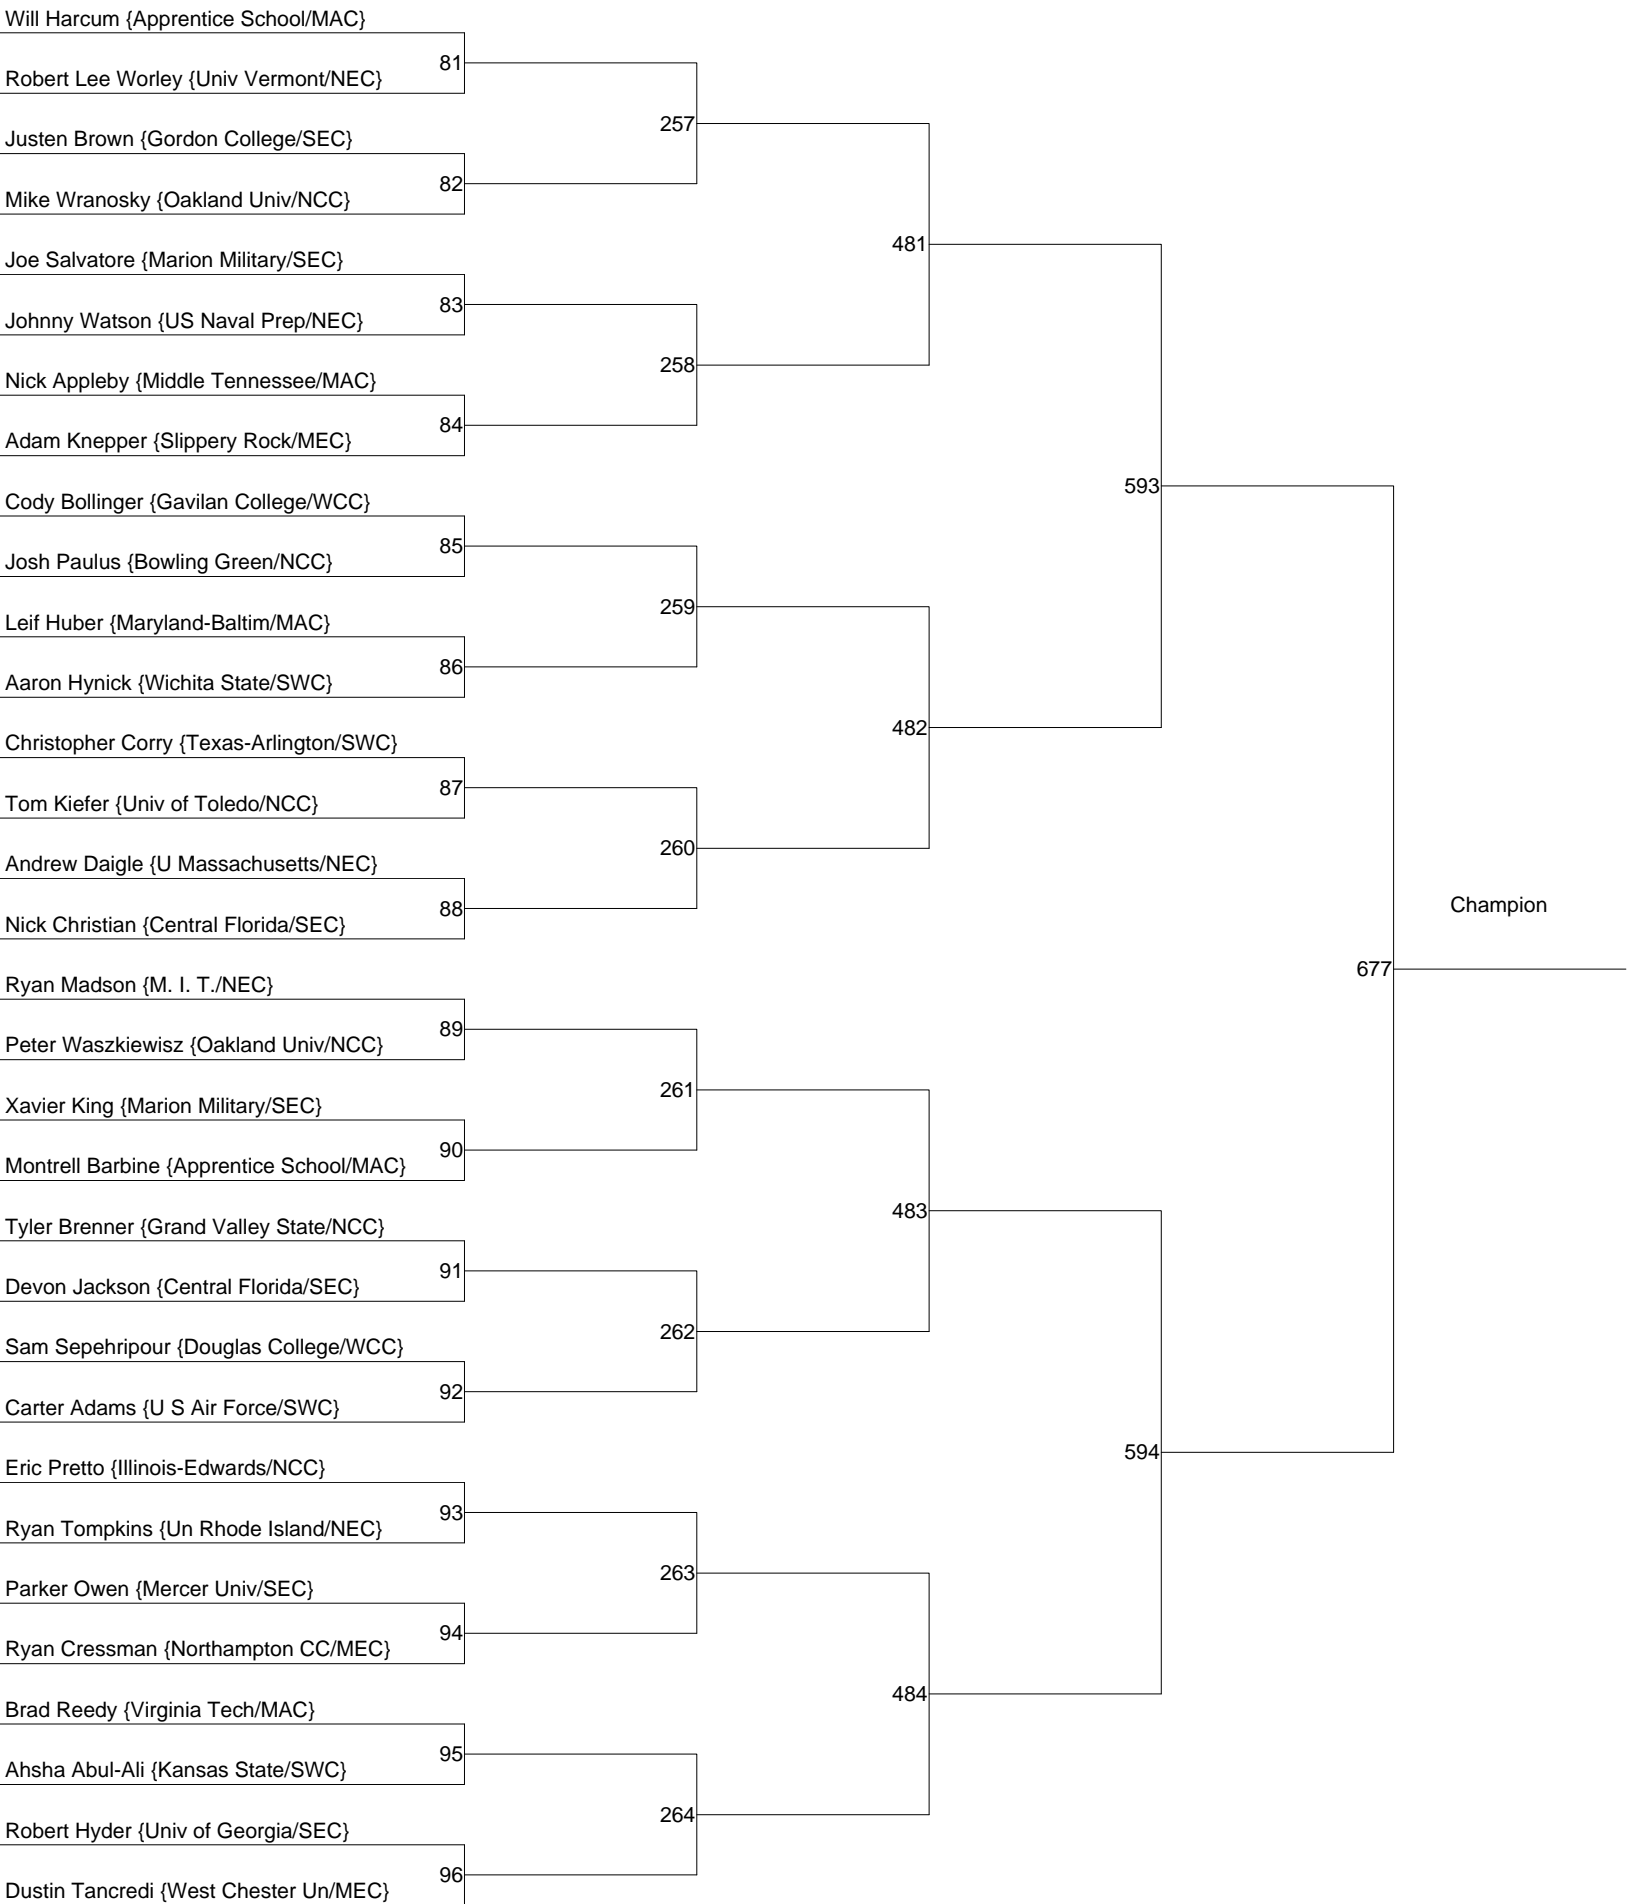 Will Harcum {Apprentice School/MAC}
81
Robert Lee Worley {Univ Vermont/NEC}
257
Justen Brown {Gordon College/SEC}
82
Mike Wranosky {Oakland Univ/NCC}
481
Joe Salvatore {Marion Military/SEC}
83
Johnny Watson {US Naval Prep/NEC}
258
Nick Appleby {Middle Tennessee/MAC}
84
Adam Knepper {Slippery Rock/MEC}
593
Cody Bollinger {Gavilan College/WCC}
85
Josh Paulus {Bowling Green/NCC}
259
Leif Huber {Maryland-Baltim/MAC}
86
Aaron Hynick {Wichita State/SWC}
482
Christopher Corry {Texas-Arlington/SWC}
87
Tom Kiefer {Univ of Toledo/NCC}
260
Andrew Daigle {U Massachusetts/NEC}
88
Nick Christian {Central Florida/SEC}
Champion
677
Ryan Madson {M. I. T./NEC}
89
Peter Waszkiewisz {Oakland Univ/NCC}
261
Xavier King {Marion Military/SEC}
90
Montrell Barbine {Apprentice School/MAC}
483
Tyler Brenner {Grand Valley State/NCC}
91
Devon Jackson {Central Florida/SEC}
262
Sam Sepehripour {Douglas College/WCC}
92
Carter Adams {U S Air Force/SWC}
594
Eric Pretto {Illinois-Edwards/NCC}
93
Ryan Tompkins {Un Rhode Island/NEC}
263
Parker Owen {Mercer Univ/SEC}
94
Ryan Cressman {Northampton CC/MEC}
484
Brad Reedy {Virginia Tech/MAC}
95
Ahsha Abul-Ali {Kansas State/SWC}
264
Robert Hyder {Univ of Georgia/SEC}
96
Dustin Tancredi {West Chester Un/MEC}